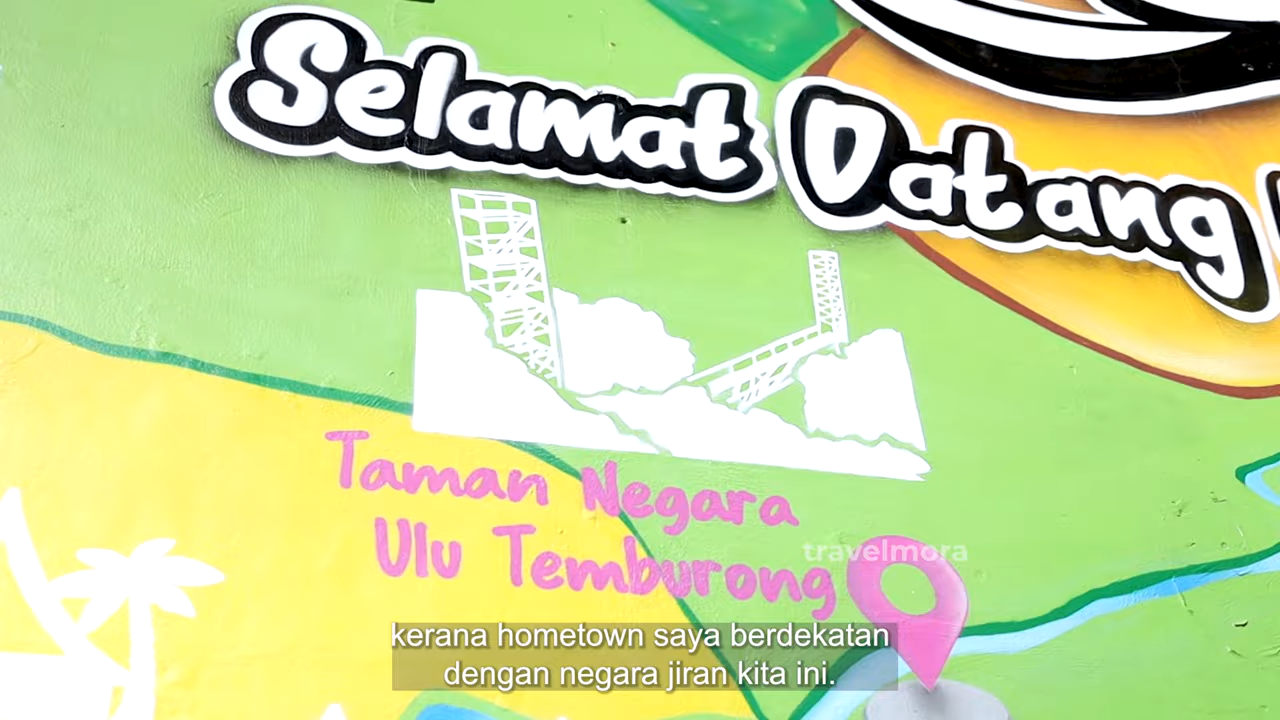 Selamat Datang
Taman Negara
Ulu Temburong
travelmora
kerana hometown saya berdekatan
dengan negara jiran kita ini.